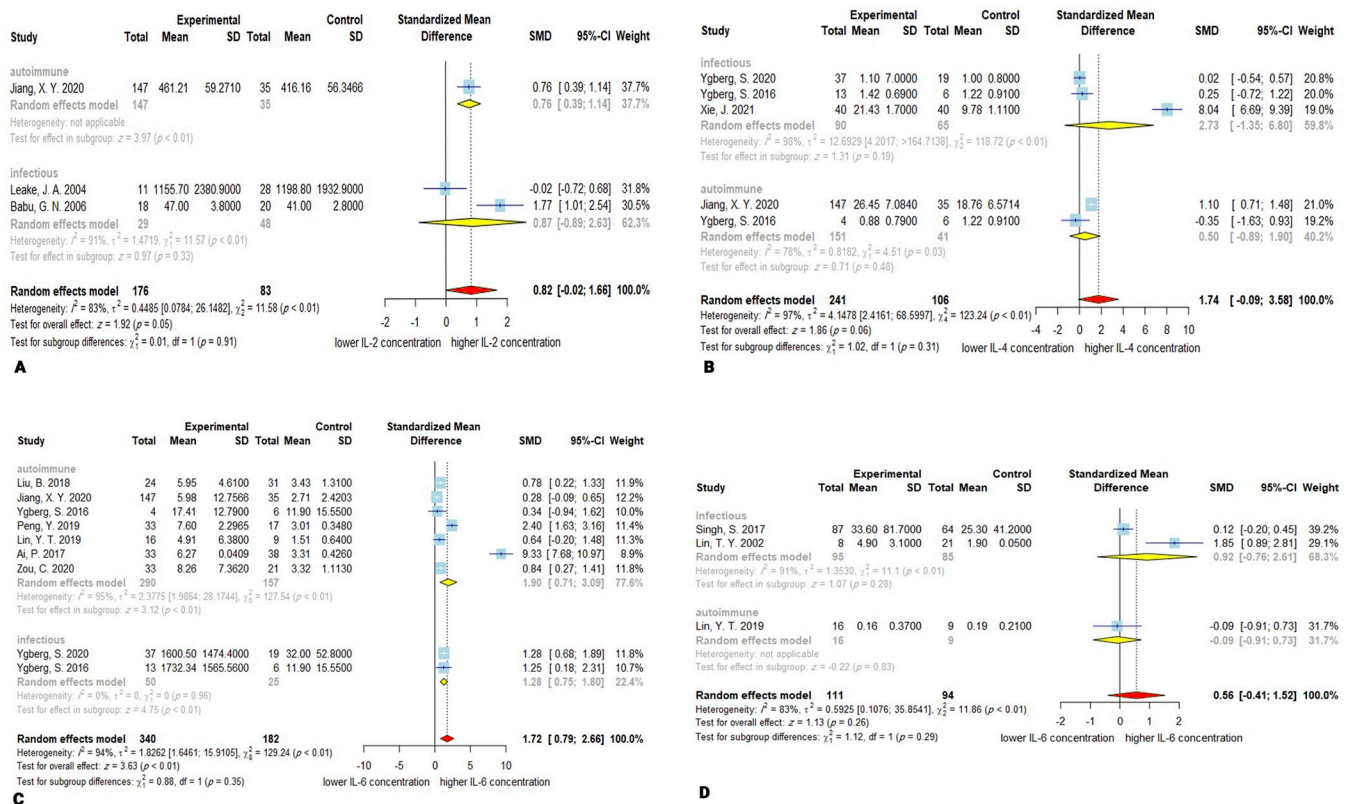 Experimental Control Standardized Mean
Study Total Mean SD Total Mean SD Difference SMD 95%-CI Weight
autoimmune
Jiang, X. Y. 2020 147 461.21 59.2710 35 416.16 56.3466 0.76 [ 0.39; 1.14] 37.7%
Random effects model 147 35 0.76 [ 0.39; 1.14] 37.7%
Heterogeneity: not applicable
Test for effect in subgroup: z = 3.97 (p < 0.01)
infectious
Leake, J. A. 2004 11 1155.70 2380.9000 28 1198.80 1932.9000 -0.02 [-0.72; 0.68] 31.8%
Babu, G. N. 2006 18 47.00 3.8000 20 41.00 2.8000 1.77 [ 1.01; 2.54] 30.5%
Random effects model 29 48 0.87 [-0.89; 2.63] 62.3%
Heterogeneity: I² = 91%, τ² = 1.4719, χ²₁ = 11.57 (p < 0.01)
Test for effect in subgroup: z = 0.97 (p = 0.33)
Random effects model 176 83 0.82 [-0.02; 1.66] 100.0%
Heterogeneity: I² = 83%, τ² = 0.4485 [0.0784; 26.1482], χ²₂ = 11.58 (p < 0.01)
Test for overall effect: z = 1.92 (p = 0.05)
Test for subgroup differences: χ²₁ = 0.01, df = 1 (p = 0.91)
-2 -1 0 1 2
lower IL-2 concentration higher IL-2 concentration
A
Experimental Control Standardized Mean
Study Total Mean SD Total Mean SD Difference SMD 95%-CI Weight
infectious
Ygberg, S. 2020 37 1.10 7.0000 19 1.00 0.8000 0.02 [-0.54; 0.57] 20.8%
Ygberg, S. 2016 13 1.42 0.6900 6 1.22 0.9100 0.25 [-0.72; 1.22] 20.0%
Xie, J. 2021 40 21.43 1.7000 40 9.78 1.1100 8.04 [ 6.69; 9.39] 19.0%
Random effects model 90 65 2.73 [-1.35; 6.80] 59.8%
Heterogeneity: I² = 98%, τ² = 12.6929 [4.2017; >164.7138], χ²₂ = 118.72 (p < 0.01)
Test for effect in subgroup: z = 1.31 (p = 0.19)
autoimmune
Jiang, X. Y. 2020 147 26.45 7.0840 35 18.76 6.5714 1.10 [ 0.71; 1.48] 21.0%
Ygberg, S. 2016 4 0.88 0.7900 6 1.22 0.9100 -0.35 [-1.63; 0.93] 19.2%
Random effects model 151 41 0.50 [-0.89; 1.90] 40.2%
Heterogeneity: I² = 78%, τ² = 0.8182, χ²₁ = 4.51 (p = 0.03)
Test for effect in subgroup: z = 0.71 (p = 0.48)
Random effects model 241 106 1.74 [-0.09; 3.58] 100.0%
Heterogeneity: I² = 97%, τ² = 4.1478 [2.4161; 68.5997], χ²₄ = 123.24 (p < 0.01)
Test for overall effect: z = 1.86 (p = 0.06)
Test for subgroup differences: χ²₁ = 1.02, df = 1 (p = 0.31)
-10 -8 -6 -4 -2 0 2 4 6 8 10
lower IL-4 concentration higher IL-4 concentration
B
Experimental Control Standardized Mean
Study Total Mean SD Total Mean SD Difference SMD 95%-CI Weight
autoimmune
Liu, B. 2018 24 5.95 4.6100 31 3.43 1.3100 0.78 [ 0.22; 1.33] 11.9%
Jiang, X. Y. 2020 147 5.98 12.7566 35 2.71 2.4203 0.28 [-0.09; 0.65] 12.2%
Ygberg, S. 2016 4 17.41 12.7900 6 11.90 15.5500 0.34 [-0.94; 1.62] 10.0%
Peng, Y. 2019 33 7.60 2.2965 17 3.01 0.3480 2.40 [ 1.63; 3.16] 11.4%
Lin, Y. T. 2019 16 4.91 6.3800 9 1.51 0.6400 0.64 [-0.20; 1.48] 11.3%
Ai, P. 2017 33 6.27 0.0409 38 3.31 0.4260 9.33 [ 7.68; 10.97] 8.9%
Zou, C. 2020 33 8.26 7.3620 21 3.32 1.1130 0.84 [ 0.27; 1.41] 11.8%
Random effects model 290 157 1.90 [ 0.71; 3.09] 77.6%
Heterogeneity: I² = 95%, τ² = 2.3775 [1.9864; 28.1744], χ²₆ = 127.54 (p < 0.01)
Test for effect in subgroup: z = 3.12 (p < 0.01)
infectious
Ygberg, S. 2020 37 1600.50 1474.4000 19 32.00 52.8000 1.28 [ 0.68; 1.89] 11.8%
Ygberg, S. 2016 13 1732.34 1565.5600 6 11.90 15.5500 1.25 [ 0.18; 2.31] 10.7%
Random effects model 50 25 1.28 [ 0.75; 1.80] 22.4%
Heterogeneity: I² = 0%, τ² = 0, χ²₁ = 0 (p = 0.96)
Test for effect in subgroup: z = 4.75 (p < 0.01)
Random effects model 340 182 1.72 [ 0.79; 2.66] 100.0%
Heterogeneity: I² = 94%, τ² = 1.8262 [1.6461; 15.9105], χ²₈ = 129.24 (p < 0.01)
Test for overall effect: z = 3.63 (p < 0.01)
Test for subgroup differences: χ²₁ = 0.88, df = 1 (p = 0.35)
-10 -5 0 5 10
lower IL-6 concentration higher IL-6 concentration
C
Experimental Control Standardized Mean
Study Total Mean SD Total Mean SD Difference SMD 95%-CI Weight
infectious
Singh, S. 2017 87 33.60 81.7000 64 25.30 41.2000 0.12 [-0.20; 0.45] 39.2%
Lin, T. Y. 2002 8 4.90 3.1000 21 1.90 0.0500 1.85 [ 0.89; 2.81] 29.1%
Random effects model 95 85 0.92 [-0.76; 2.61] 68.3%
Heterogeneity: I² = 91%, τ² = 1.3530, χ²₁ = 11.1 (p < 0.01)
Test for effect in subgroup: z = 1.07 (p = 0.28)
autoimmune
Lin, Y. T. 2019 16 0.16 0.3700 9 0.19 0.2100 -0.09 [-0.91; 0.73] 31.7%
Random effects model 16 9 -0.09 [-0.91; 0.73] 31.7%
Heterogeneity: not applicable
Test for effect in subgroup: z = -0.22 (p = 0.83)
Random effects model 111 94 0.56 [-0.41; 1.52] 100.0%
Heterogeneity: I² = 83%, τ² = 0.5925 [0.1076; 35.8541], χ²₂ = 11.86 (p < 0.01)
Test for overall effect: z = 1.13 (p = 0.26)
Test for subgroup differences: χ²₁ = 1.12, df = 1 (p = 0.29)
-2 -1 0 1 2
lower IL-6 concentration higher IL-6 concentration
D